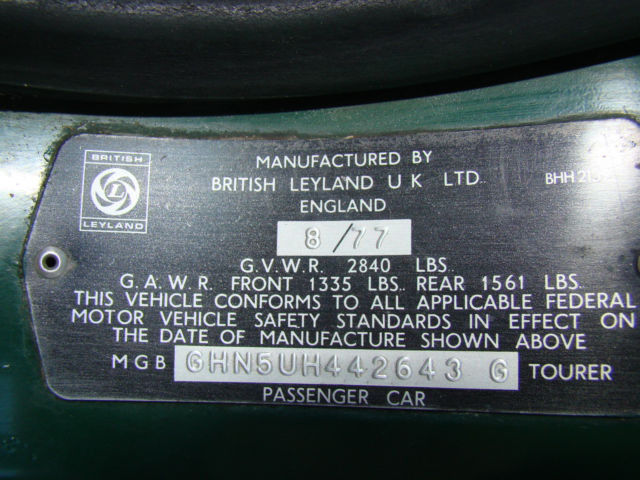 BRITISH
L
LEYLAND
MANUFACTURED BY
BRITISH LEYLAND U K LTD.
ENGLAND
8/77
G.V.W.R. 2840 LBS.
G.A.W.R. FRONT 1335 LBS. REAR 1561 LBS.
THIS VEHICLE CONFORMS TO ALL APPLICABLE FEDERAL
MOTOR VEHICLE SAFETY STANDARDS IN EFFECT ON
THE DATE OF MANUFACTURE SHOWN ABOVE
MGB GHN5UH442643 G TOURER
PASSENGER CAR